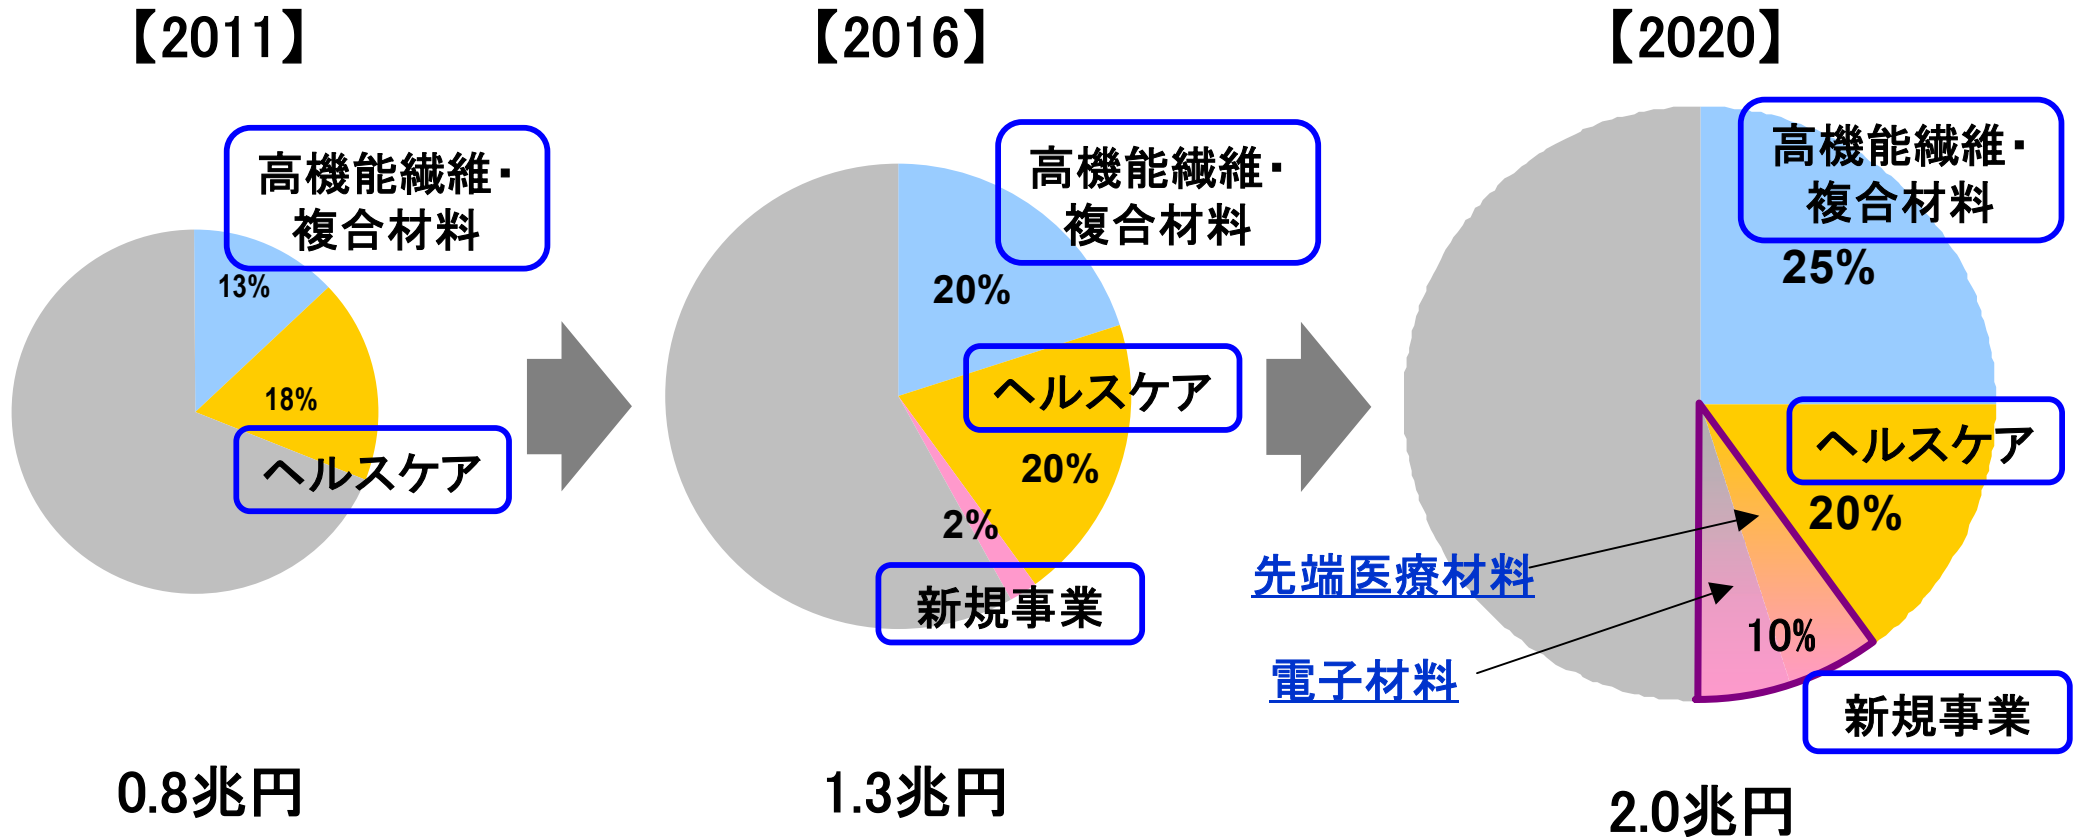 【2011】
高機能繊維・
複合材料
13%
18%
ヘルスケア
0.8兆円
【2016】
高機能繊維・
複合材料
20%
ヘルスケア
20%
2%
新規事業
1.3兆円
【2020】
高機能繊維・
複合材料
25%
ヘルスケア
20%
先端医療材料
10%
電子材料
新規事業
2.0兆円